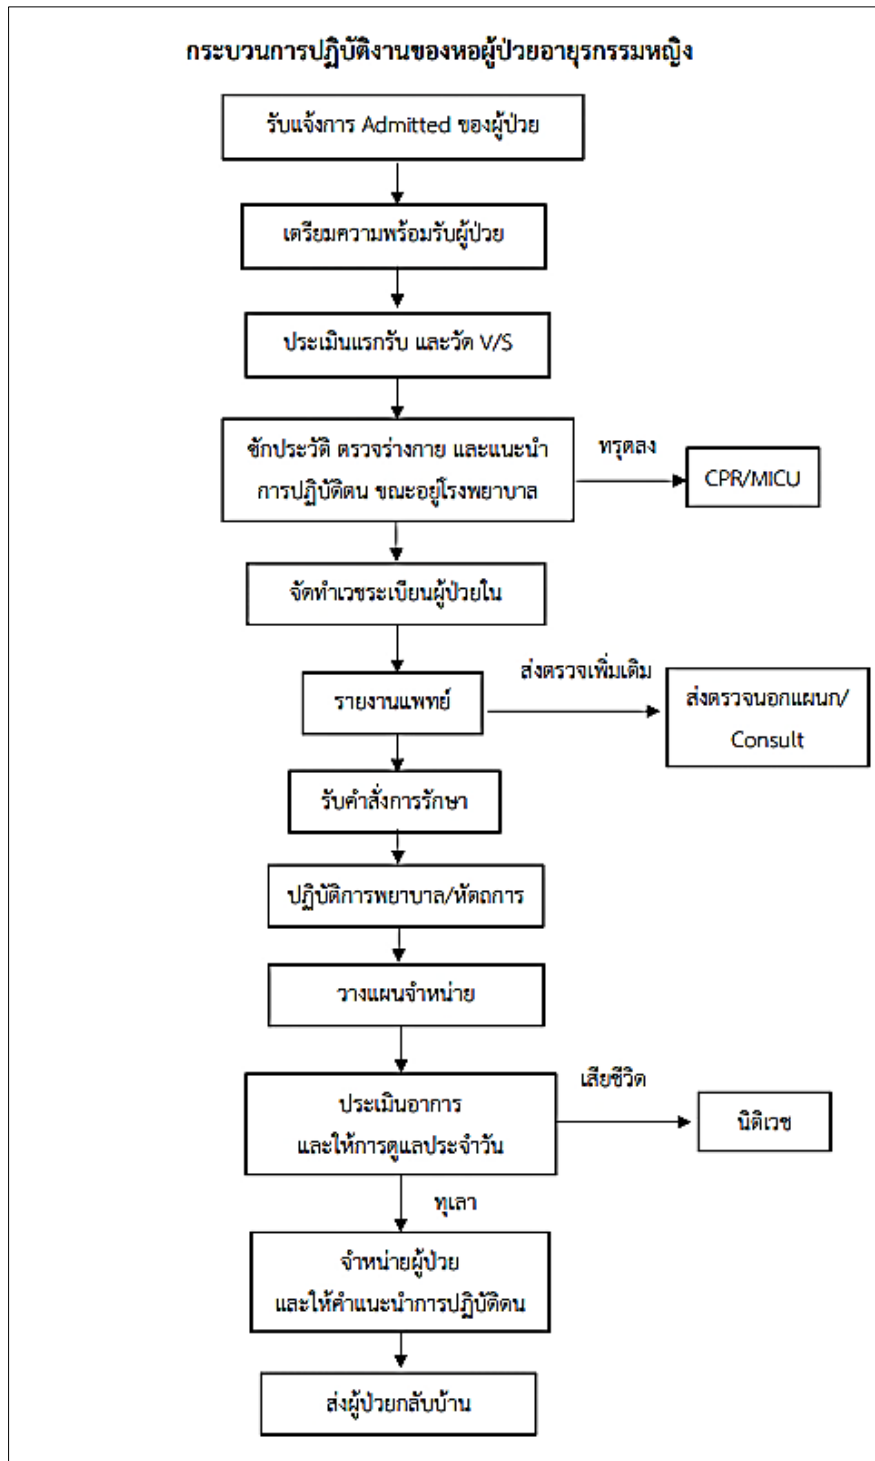 กระบวนการปฏิบัติงานของหอผู้ป่วยอายุรกรรมหญิง
รับแจ้งการ Admitted ของผู้ป่วย
เตรียมความพร้อมรับผู้ป่วย
ประเมินแรกรับ และวัด V/S
ซักประวัติ ตรวจร่างกาย และแนะนำ
การปฏิบัติตน ขณะอยู่โรงพยาบาล
ทรุดลง
CPR/MICU
จัดทำเวชระเบียนผู้ป่วยใน
รายงานแพทย์
ส่งตรวจเพิ่มเติม
ส่งตรวจนอกแผนก/
Consult
รับคำสั่งการรักษา
ปฏิบัติการพยาบาล/หัตถการ
วางแผนจำหน่าย
ประเมินอาการ
และให้การดูแลประจำวัน
เสียชีวิต
นิติเวช
ทุเลา
จำหน่ายผู้ป่วย
และให้คำแนะนำการปฏิบัติตน
ส่งผู้ป่วยกลับบ้าน